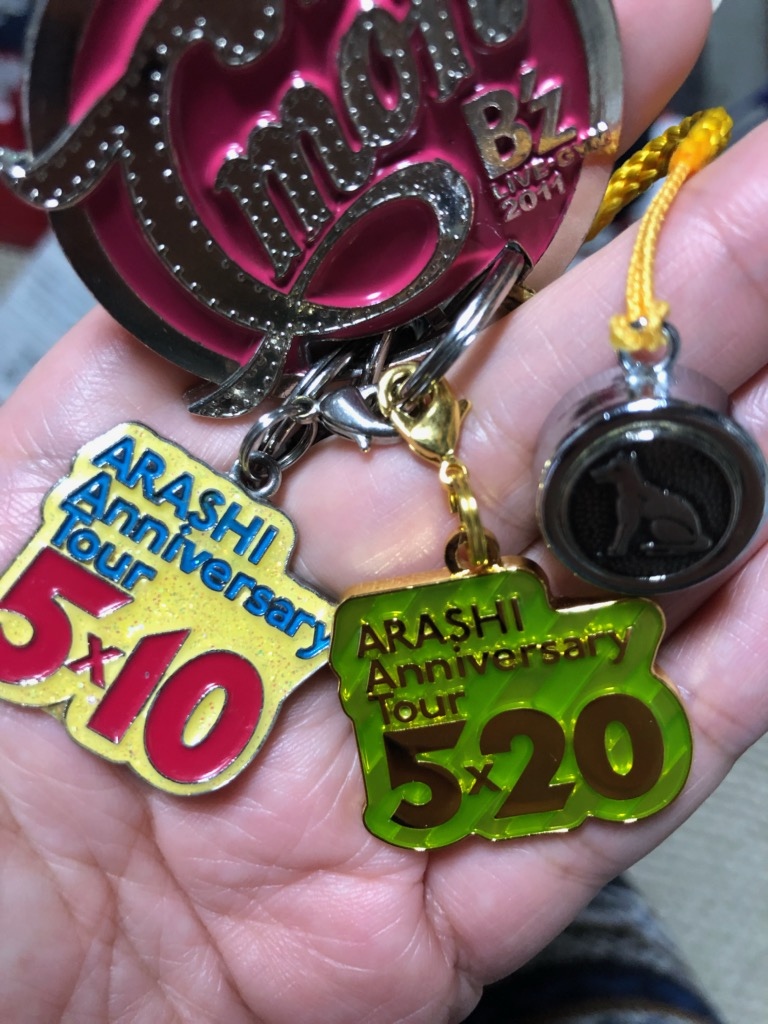 C'mon
B'z
LIVE-GYM
2011
ARASHI
Anniversary
Tour
5x10
ARASHI
Anniversary
Tour
5x20